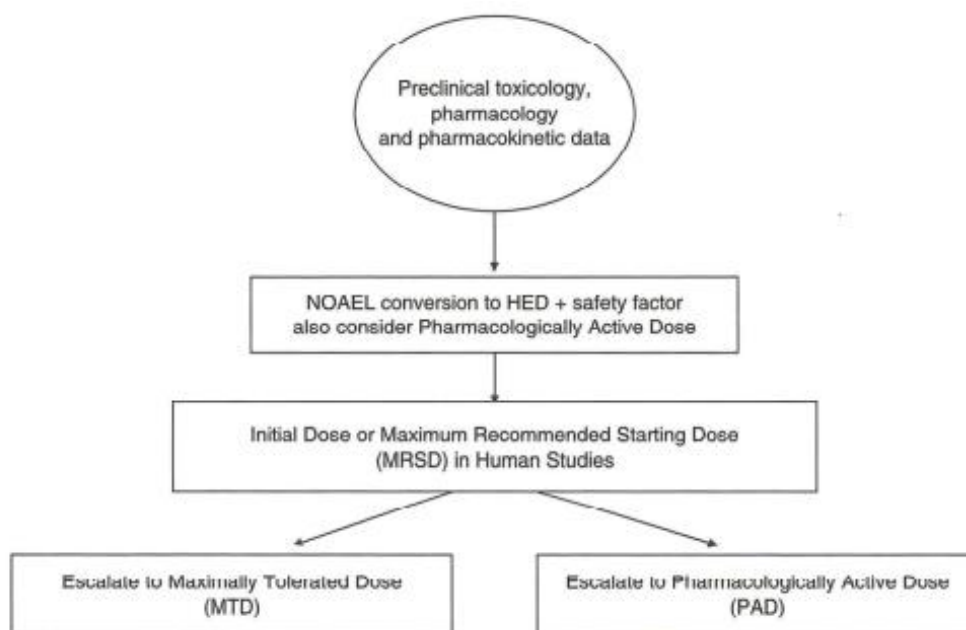 Preclinical toxicology,
pharmacology
and pharmacokinetic data
NOAEL conversion to HED + safety factor
also consider Pharmacologically Active Dose
Initial Dose or Maximum Recommended Starting Dose
(MRSD) in Human Studies
Escalate to Maximally Tolerated Dose
(MTD)
Escalate to Pharmacologically Active Dose
(PAD)